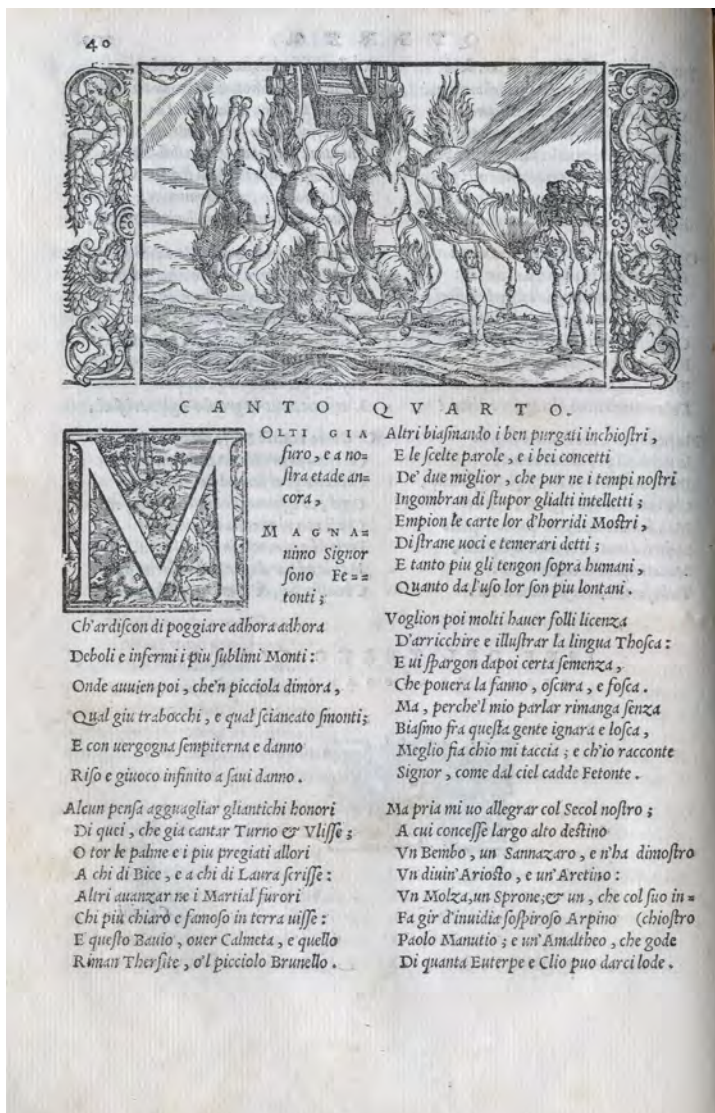 40
CANTO QVARTO.
MOLTI GIA
furo, e a no=
ſtra etade an=
cora,
MAGNA=
nimo Signor
ſono Fe==
tonti;
Ch'ardiſcon di poggiare adhora adhora
Deboli e infermi i piu ſublimi Monti:
Onde auuien poi, che'n picciola dimora,
Qual giu trabocchi, e qual ſciancato ſmonti;
E con uergogna ſempiterna e danno
Riſo e giuoco infinito a ſaui danno.
Alcun penſa agguagliar gliantichi honori
Di quei, che gia cantar Turno & Vliſſe;
O tor le palme e i piu pregiati allori
A chi di Bice, e a chi di Laura ſcriſſe:
Altri auanzar ne i Martial furori
Chi piu chiaro e famoſo in terra uiſſe:
E queſto Bauio, ouer Calmeta, e quello
Riman Therſite, o'l picciolo Brunello.
Altri biaſmando i ben purgati inchioſtri,
E le ſcelte parole, e i bei concetti
De' due miglior, che pur ne i tempi noſtri
Ingombran di ſtupor glialti intelletti;
Empion le carte lor d'horridi Moſtri,
Di ſtrane uoci e temerari detti;
E tanto piu gli tengon ſopra humani,
Quanto da l'uſo lor ſon piu lontani.
Voglion poi molti hauer folli licenza
D'arricchire e illuſtrar la lingua Thoſca:
E ui ſpargon dapoi certa ſemenza,
Che pouera la fanno, oſcura, e foſca.
Ma, perche'l mio parlar rimanga ſenza
Biaſmo fra queſta gente ignara e loſca,
Meglio fia chio mi taccia; e ch'io racconte
Signor, come dal ciel cadde Fetonte.
Ma pria mi uo allegrar col Secol noſtro;
A cui conceſſe largo alto deſtino
Vn Bembo, un Sannazaro, e n'ha dimoſtro
Vn diuin'Arioſto, e un'Aretino:
Vn Molza, un Sprone; & un, che col ſuo in=
Fa gir d'inuidia ſoſpiroſo Arpino (chioſtro
Paolo Manutio; e un'Amaltheo, che gode
Di quanta Euterpe e Clio puo darci lode.